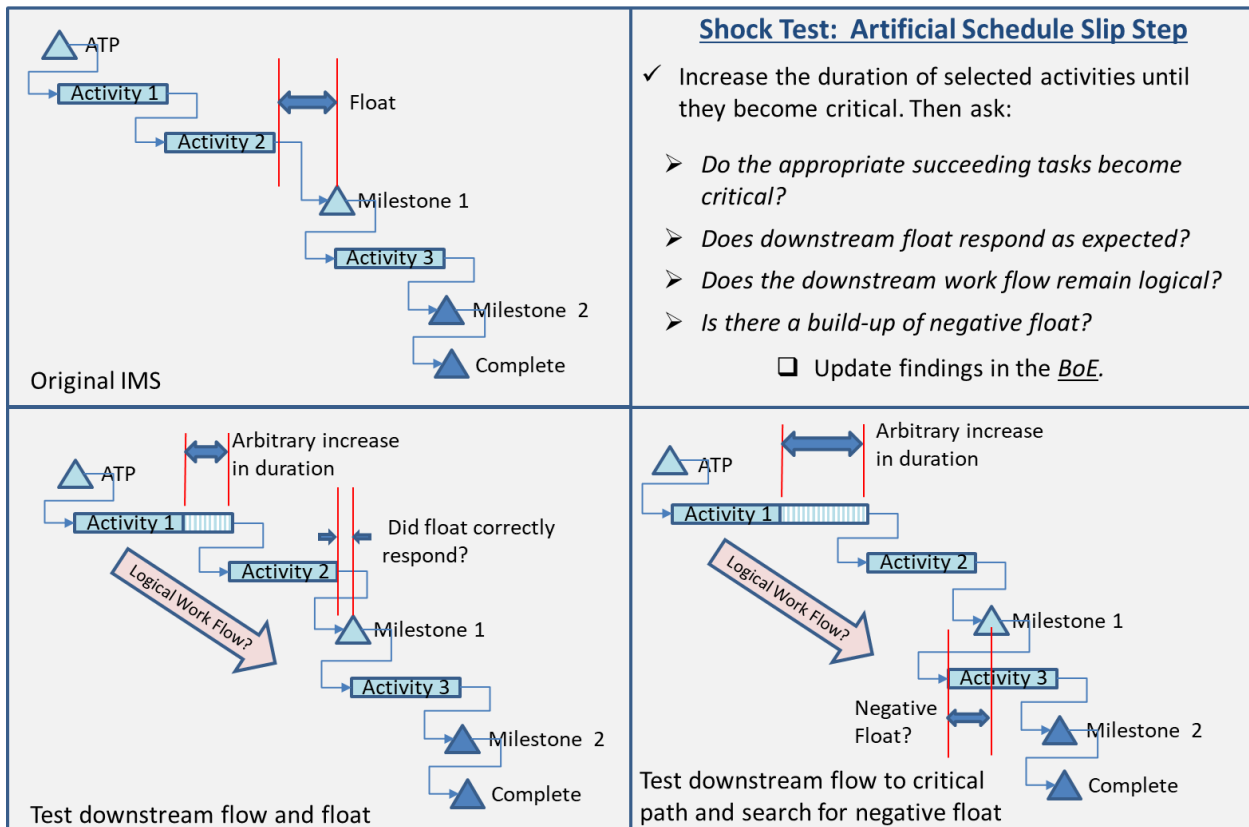 ATP
Activity 1
Float
Activity 2
Milestone 1
Activity 3
Milestone 2
Complete
Original IMS
Shock Test: Artificial Schedule Slip Step
✓ Increase the duration of selected activities until
they become critical. Then ask:
➢ Do the appropriate succeeding tasks become
critical?
➢ Does downstream float respond as expected?
➢ Does the downstream work flow remain logical?
➢ Is there a build-up of negative float?
❑ Update findings in the BoE.
Arbitrary increase
in duration
ATP
Activity 1
Did float correctly
respond?
Activity 2
Logical Work Flow?
Milestone 1
Activity 3
Milestone 2
Complete
Test downstream flow and float
Arbitrary increase
in duration
ATP
Activity 1
Activity 2
Logical Work Flow?
Milestone 1
Activity 3
Negative
Float?
Milestone 2
Complete
Test downstream flow to critical
path and search for negative float